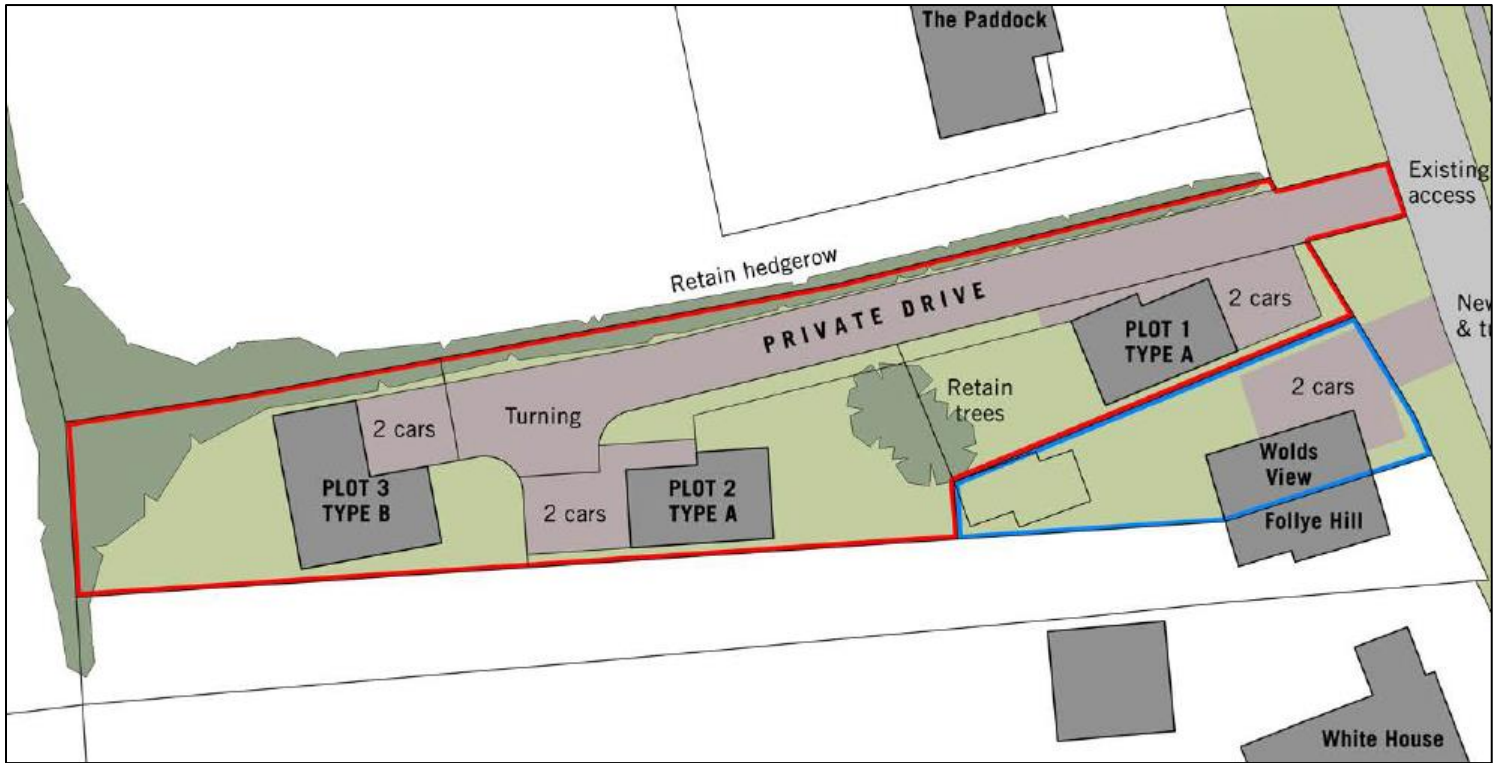 The Paddock
Existing
access
Retain hedgerow
PRIVATE DRIVE
2 cars
PLOT 1
TYPE A
& 
Retain
trees
2 cars
Turning
2 cars
Wolds
View
PLOT 3
TYPE B
PLOT 2
TYPE A
2 cars
Follye Hill
White House